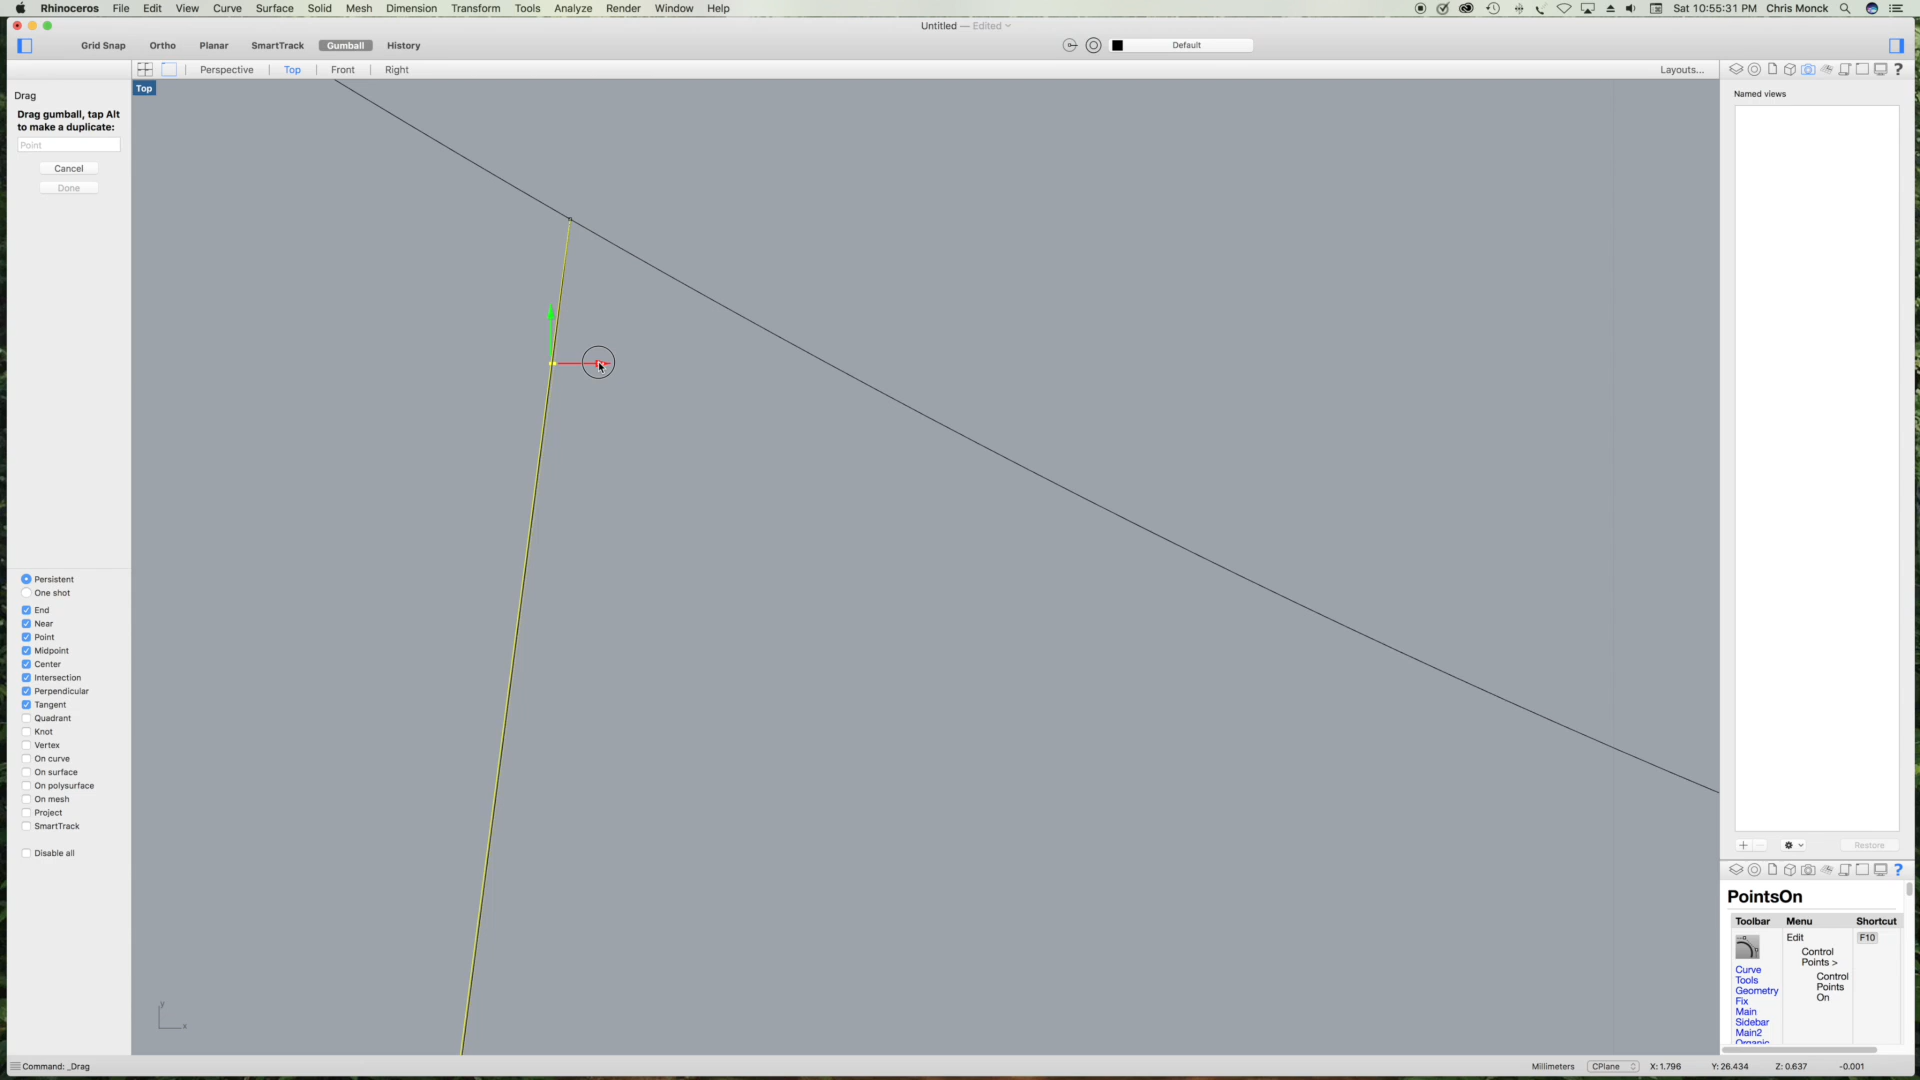 Rhinoceros File Edit View Curve Surface Solid Mesh Dimension Transform Tools Analyze Render Window Help Sat 10:55:31 PM Chris Monck
Untitled — Edited
Grid Snap Ortho Planar SmartTrack Gumball History Default
Perspective Top Front Right Layouts...
Top
Drag
Drag gumball, tap Alt
to make a duplicate:
Point
Cancel
Done
Persistent
One shot
End
Near
Point
Midpoint
Center
Intersection
Perpendicular
Tangent
Quadrant
Knot
Vertex
On curve
On surface
On polysurface
On mesh
Project
SmartTrack
Disable all
y
x
Named views
Restore
PointsOn
Toolbar Menu Shortcut
Edit F10
Control
Points >
Control
Points
On
Curve
Tools
Geometry
Fix
Main
Sidebar
Main2
Organic
Command: _Drag Millimeters CPlane X: 1.796 Y: 26.434 Z: 0.637 -0.001